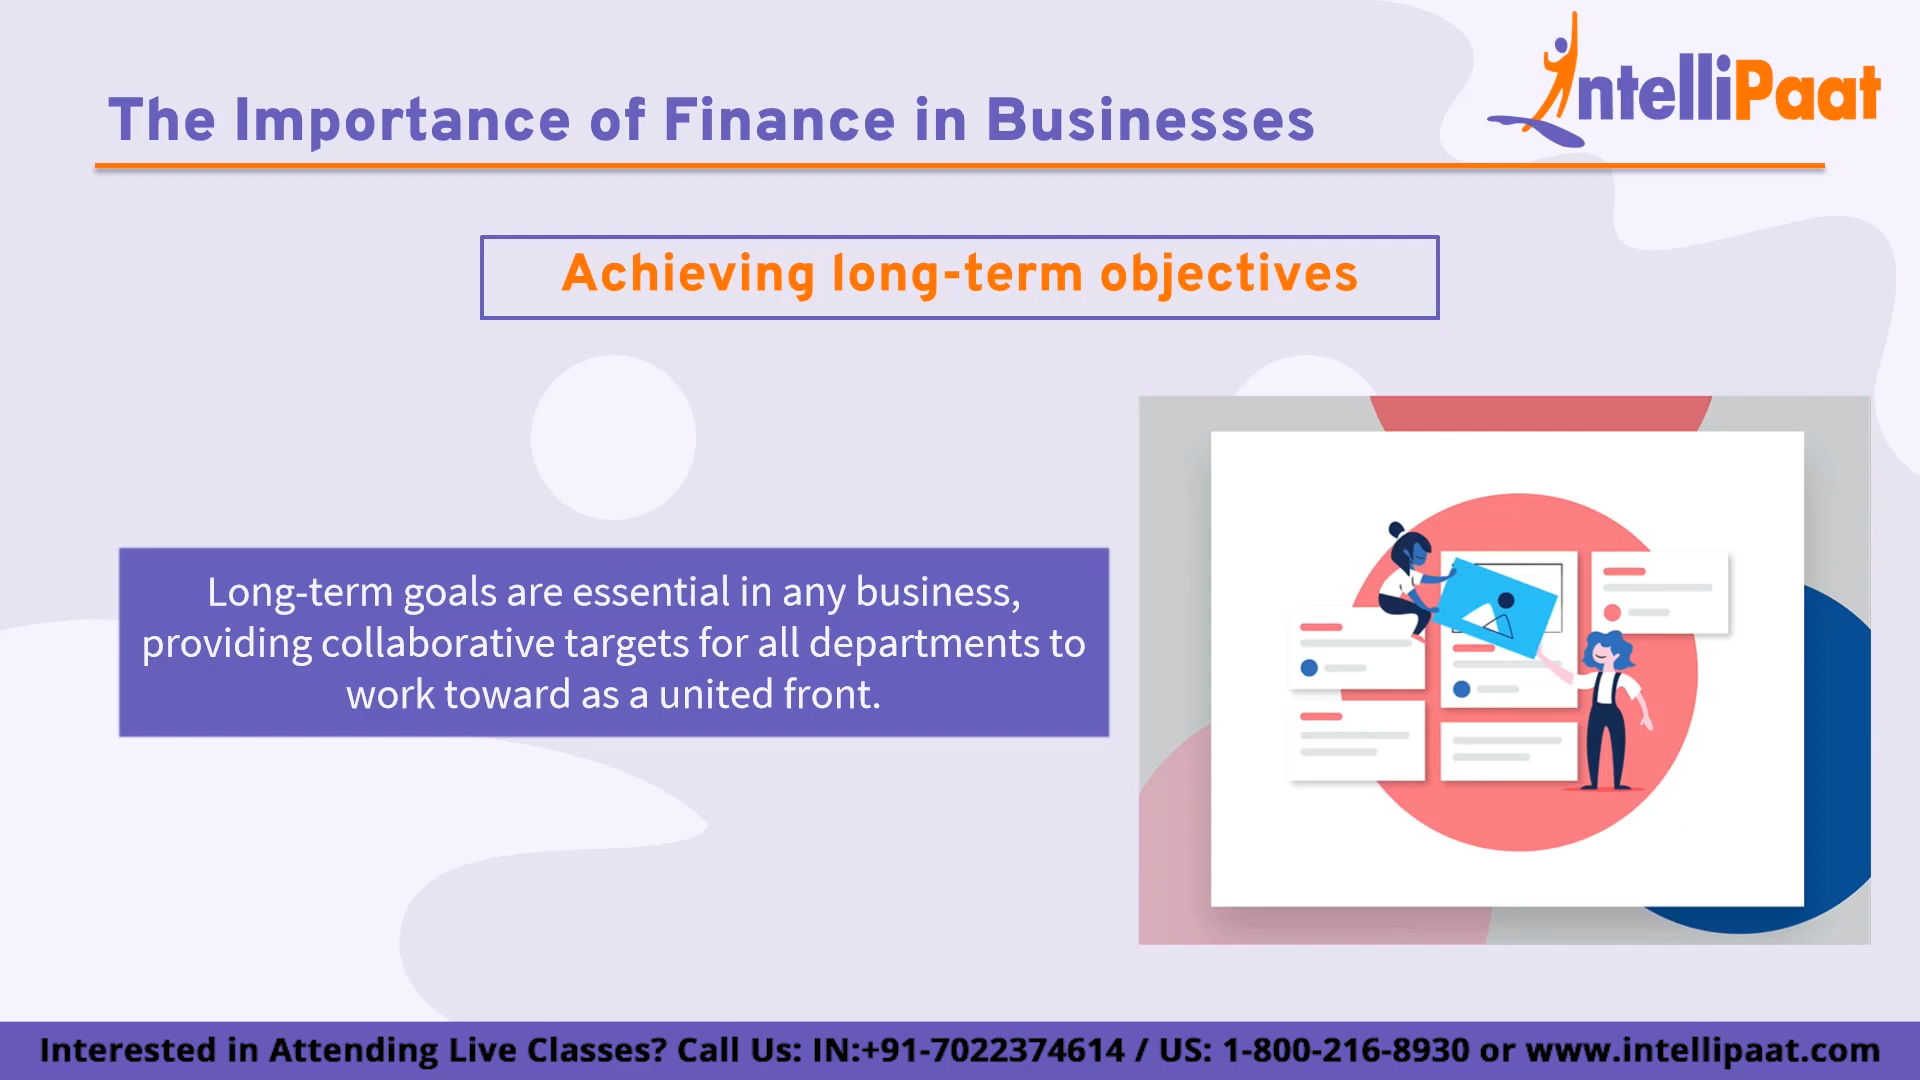 IntelliPaat
The Importance of Finance in Businesses
Achieving long-term objectives
Long-term goals are essential in any business,
providing collaborative targets for all departments to
work toward as a united front.
Interested in Attending Live Classes? Call Us: IN:+91-7022374614 / US: 1-800-216-8930 or www.intellipaat.com